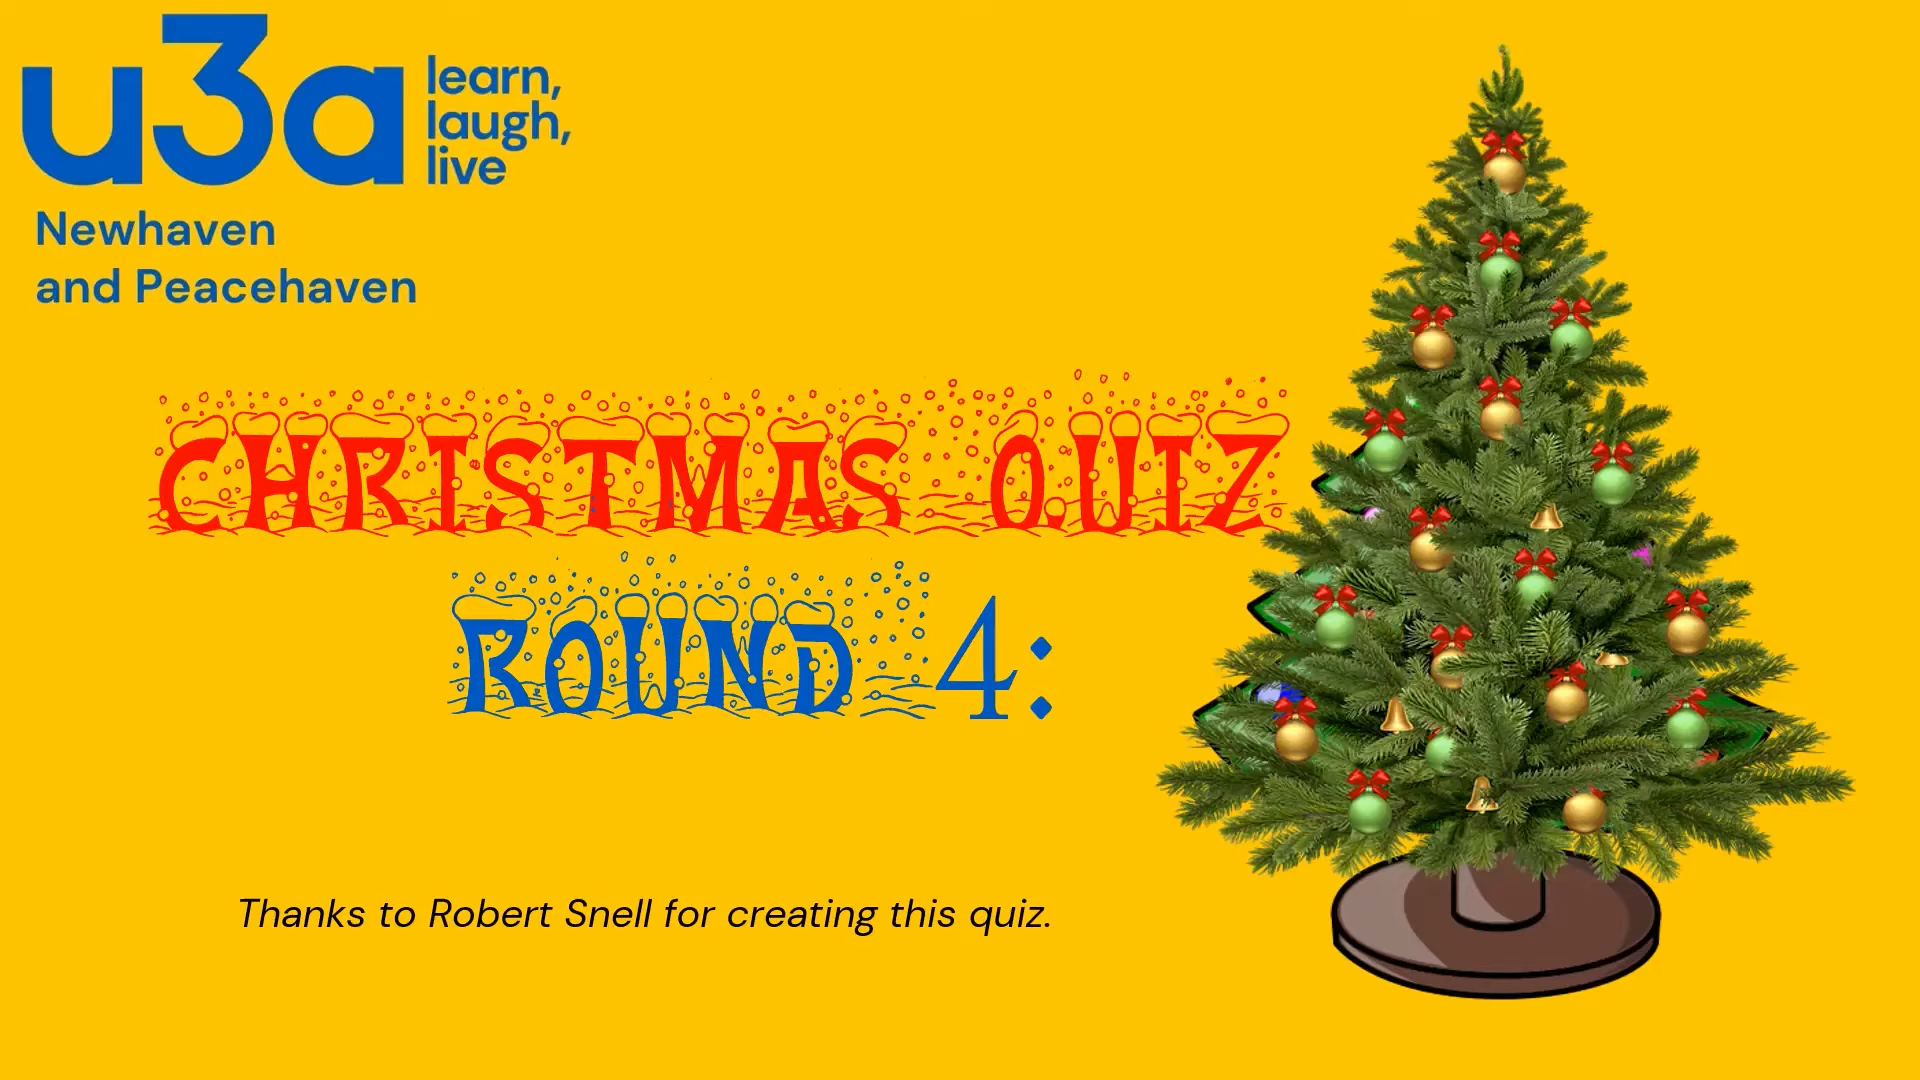 u3a
learn,
laugh,
live
Newhaven
and Peacehaven
CHRISTMAS QUIZ
ROUND 4:
Thanks to Robert Snell for creating this quiz.